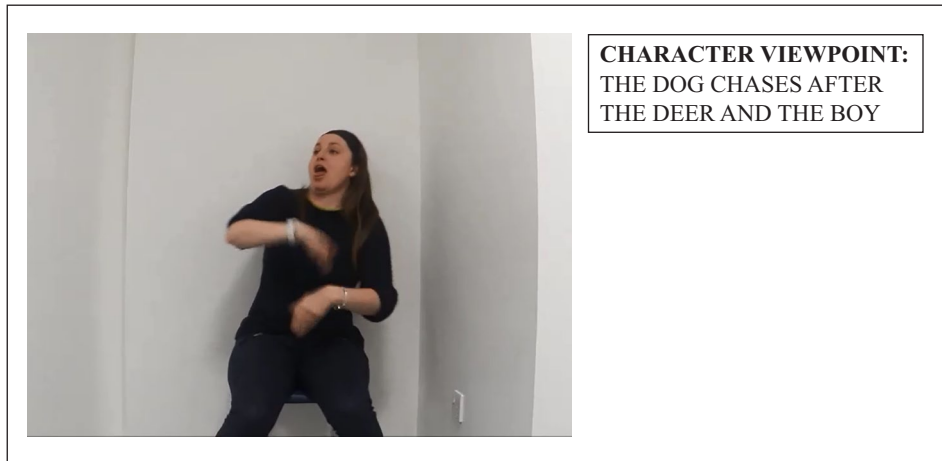 CHARACTER VIEWPOINT:
THE DOG CHASES AFTER
THE DEER AND THE BOY